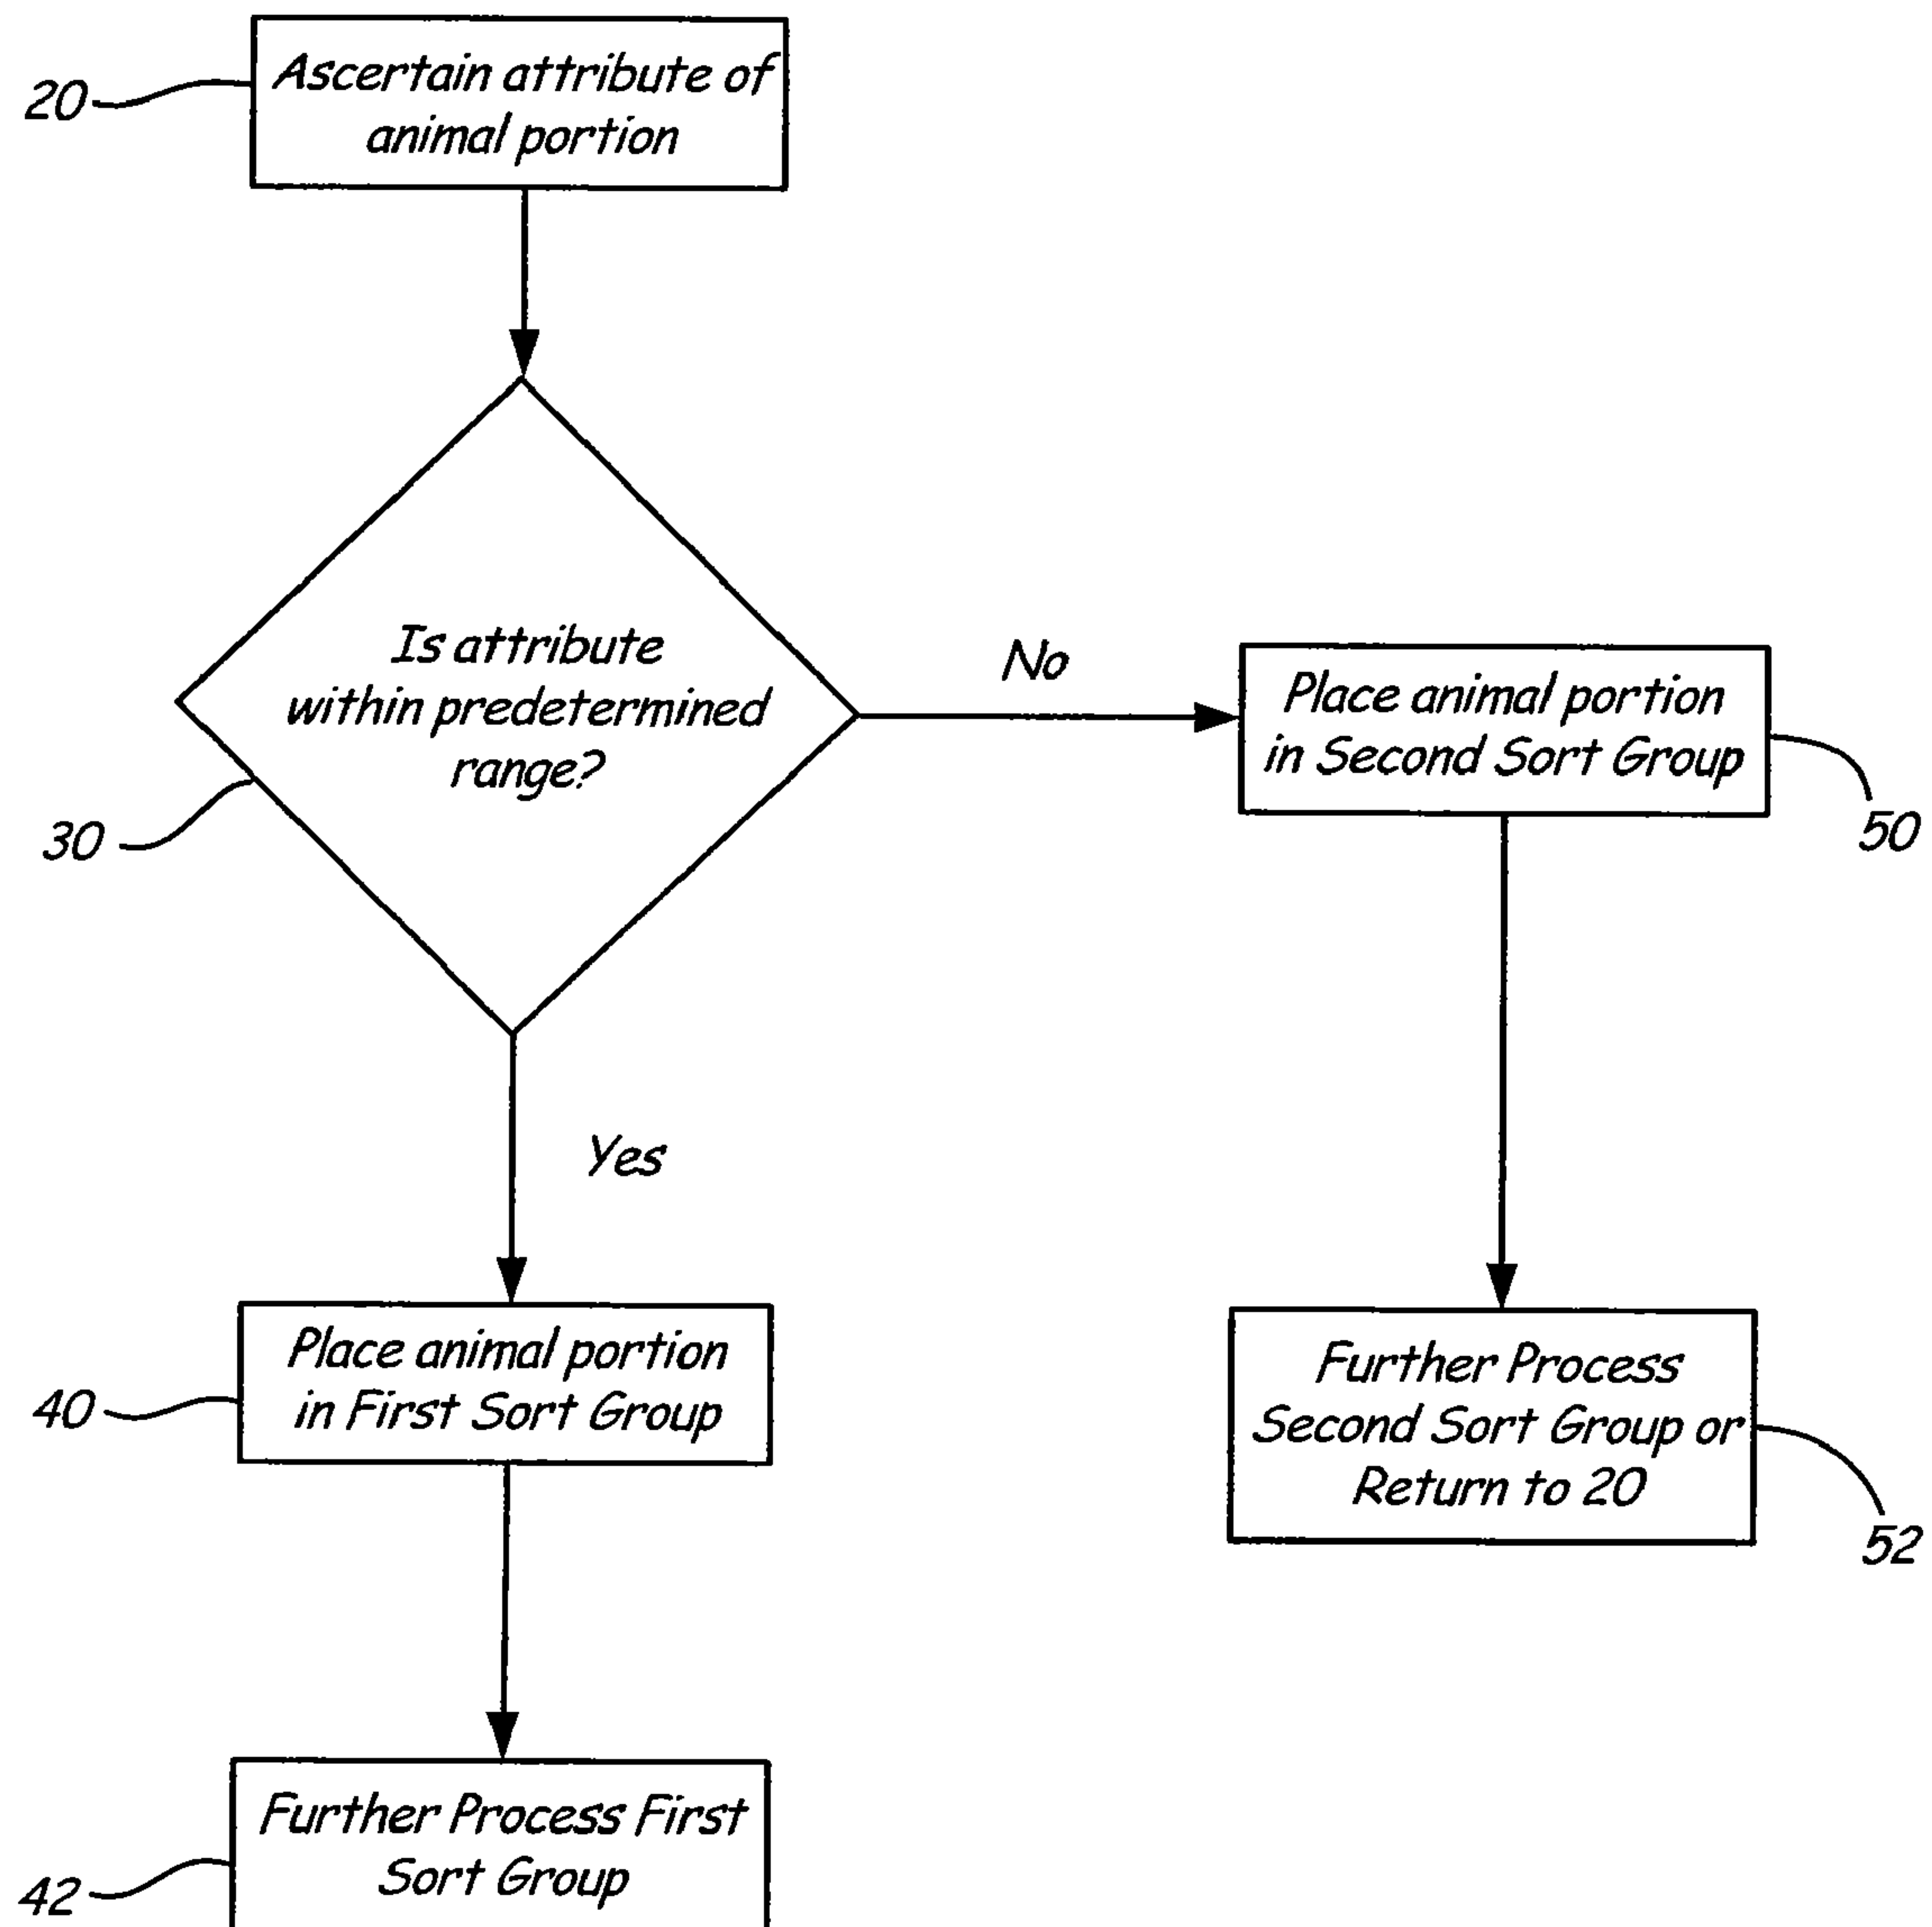 20
Ascertain attribute of
animal portion
Is attribute
within predetermined
range?
30
No
Place animal portion
in Second Sort Group
50
Yes
Place animal portion
in First Sort Group
40
Further Process
Second Sort Group or
Return to 20
52
Further Process First
Sort Group
42